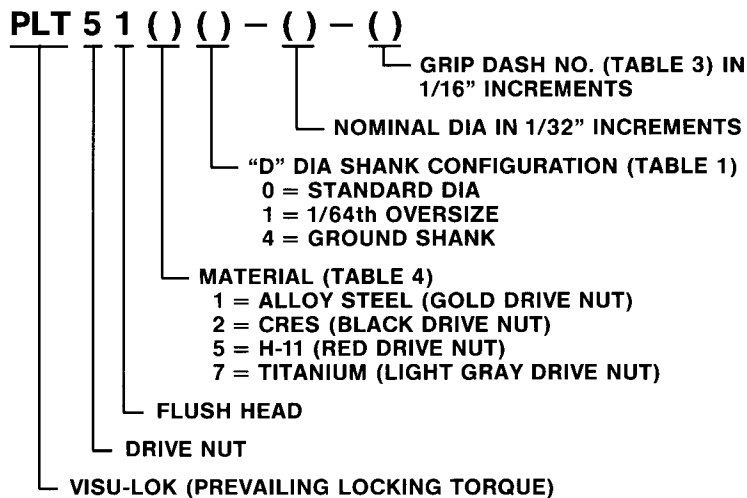 PLT 5 1 ( ) ( ) – ( ) – ( )
GRIP DASH NO. (TABLE 3) IN
1/16” INCREMENTS
NOMINAL DIA IN 1/32” INCREMENTS
“D” DIA SHANK CONFIGURATION (TABLE 1)
0 = STANDARD DIA
1 = 1/64th OVERSIZE
4 = GROUND SHANK
MATERIAL (TABLE 4)
1 = ALLOY STEEL (GOLD DRIVE NUT)
2 = CRES (BLACK DRIVE NUT)
5 = H-11 (RED DRIVE NUT)
7 = TITANIUM (LIGHT GRAY DRIVE NUT)
FLUSH HEAD
DRIVE NUT
VISU-LOK (PREVAILING LOCKING TORQUE)